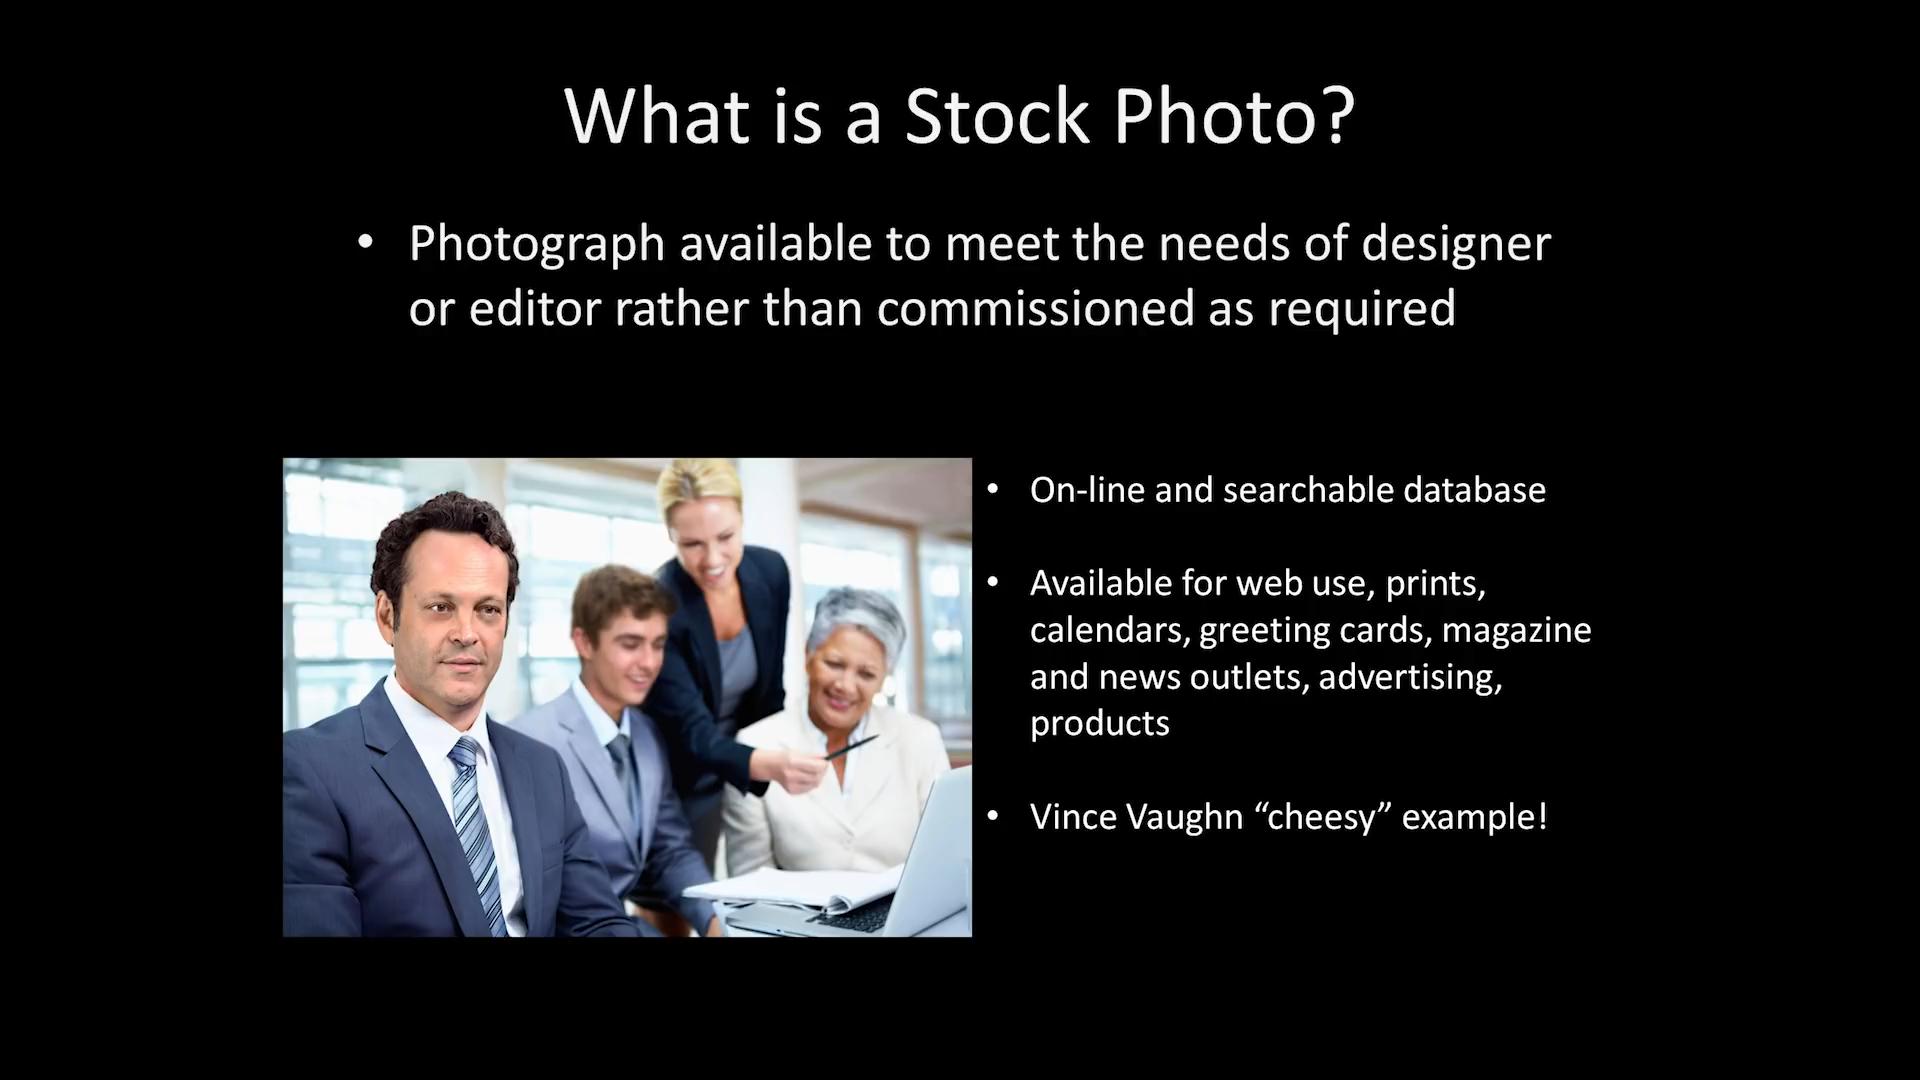 What is a Stock Photo?
• Photograph available to meet the needs of designer
or editor rather than commissioned as required
• On-line and searchable database
• Available for web use, prints,
calendars, greeting cards, magazine
and news outlets, advertising,
products
• Vince Vaughn “cheesy” example!